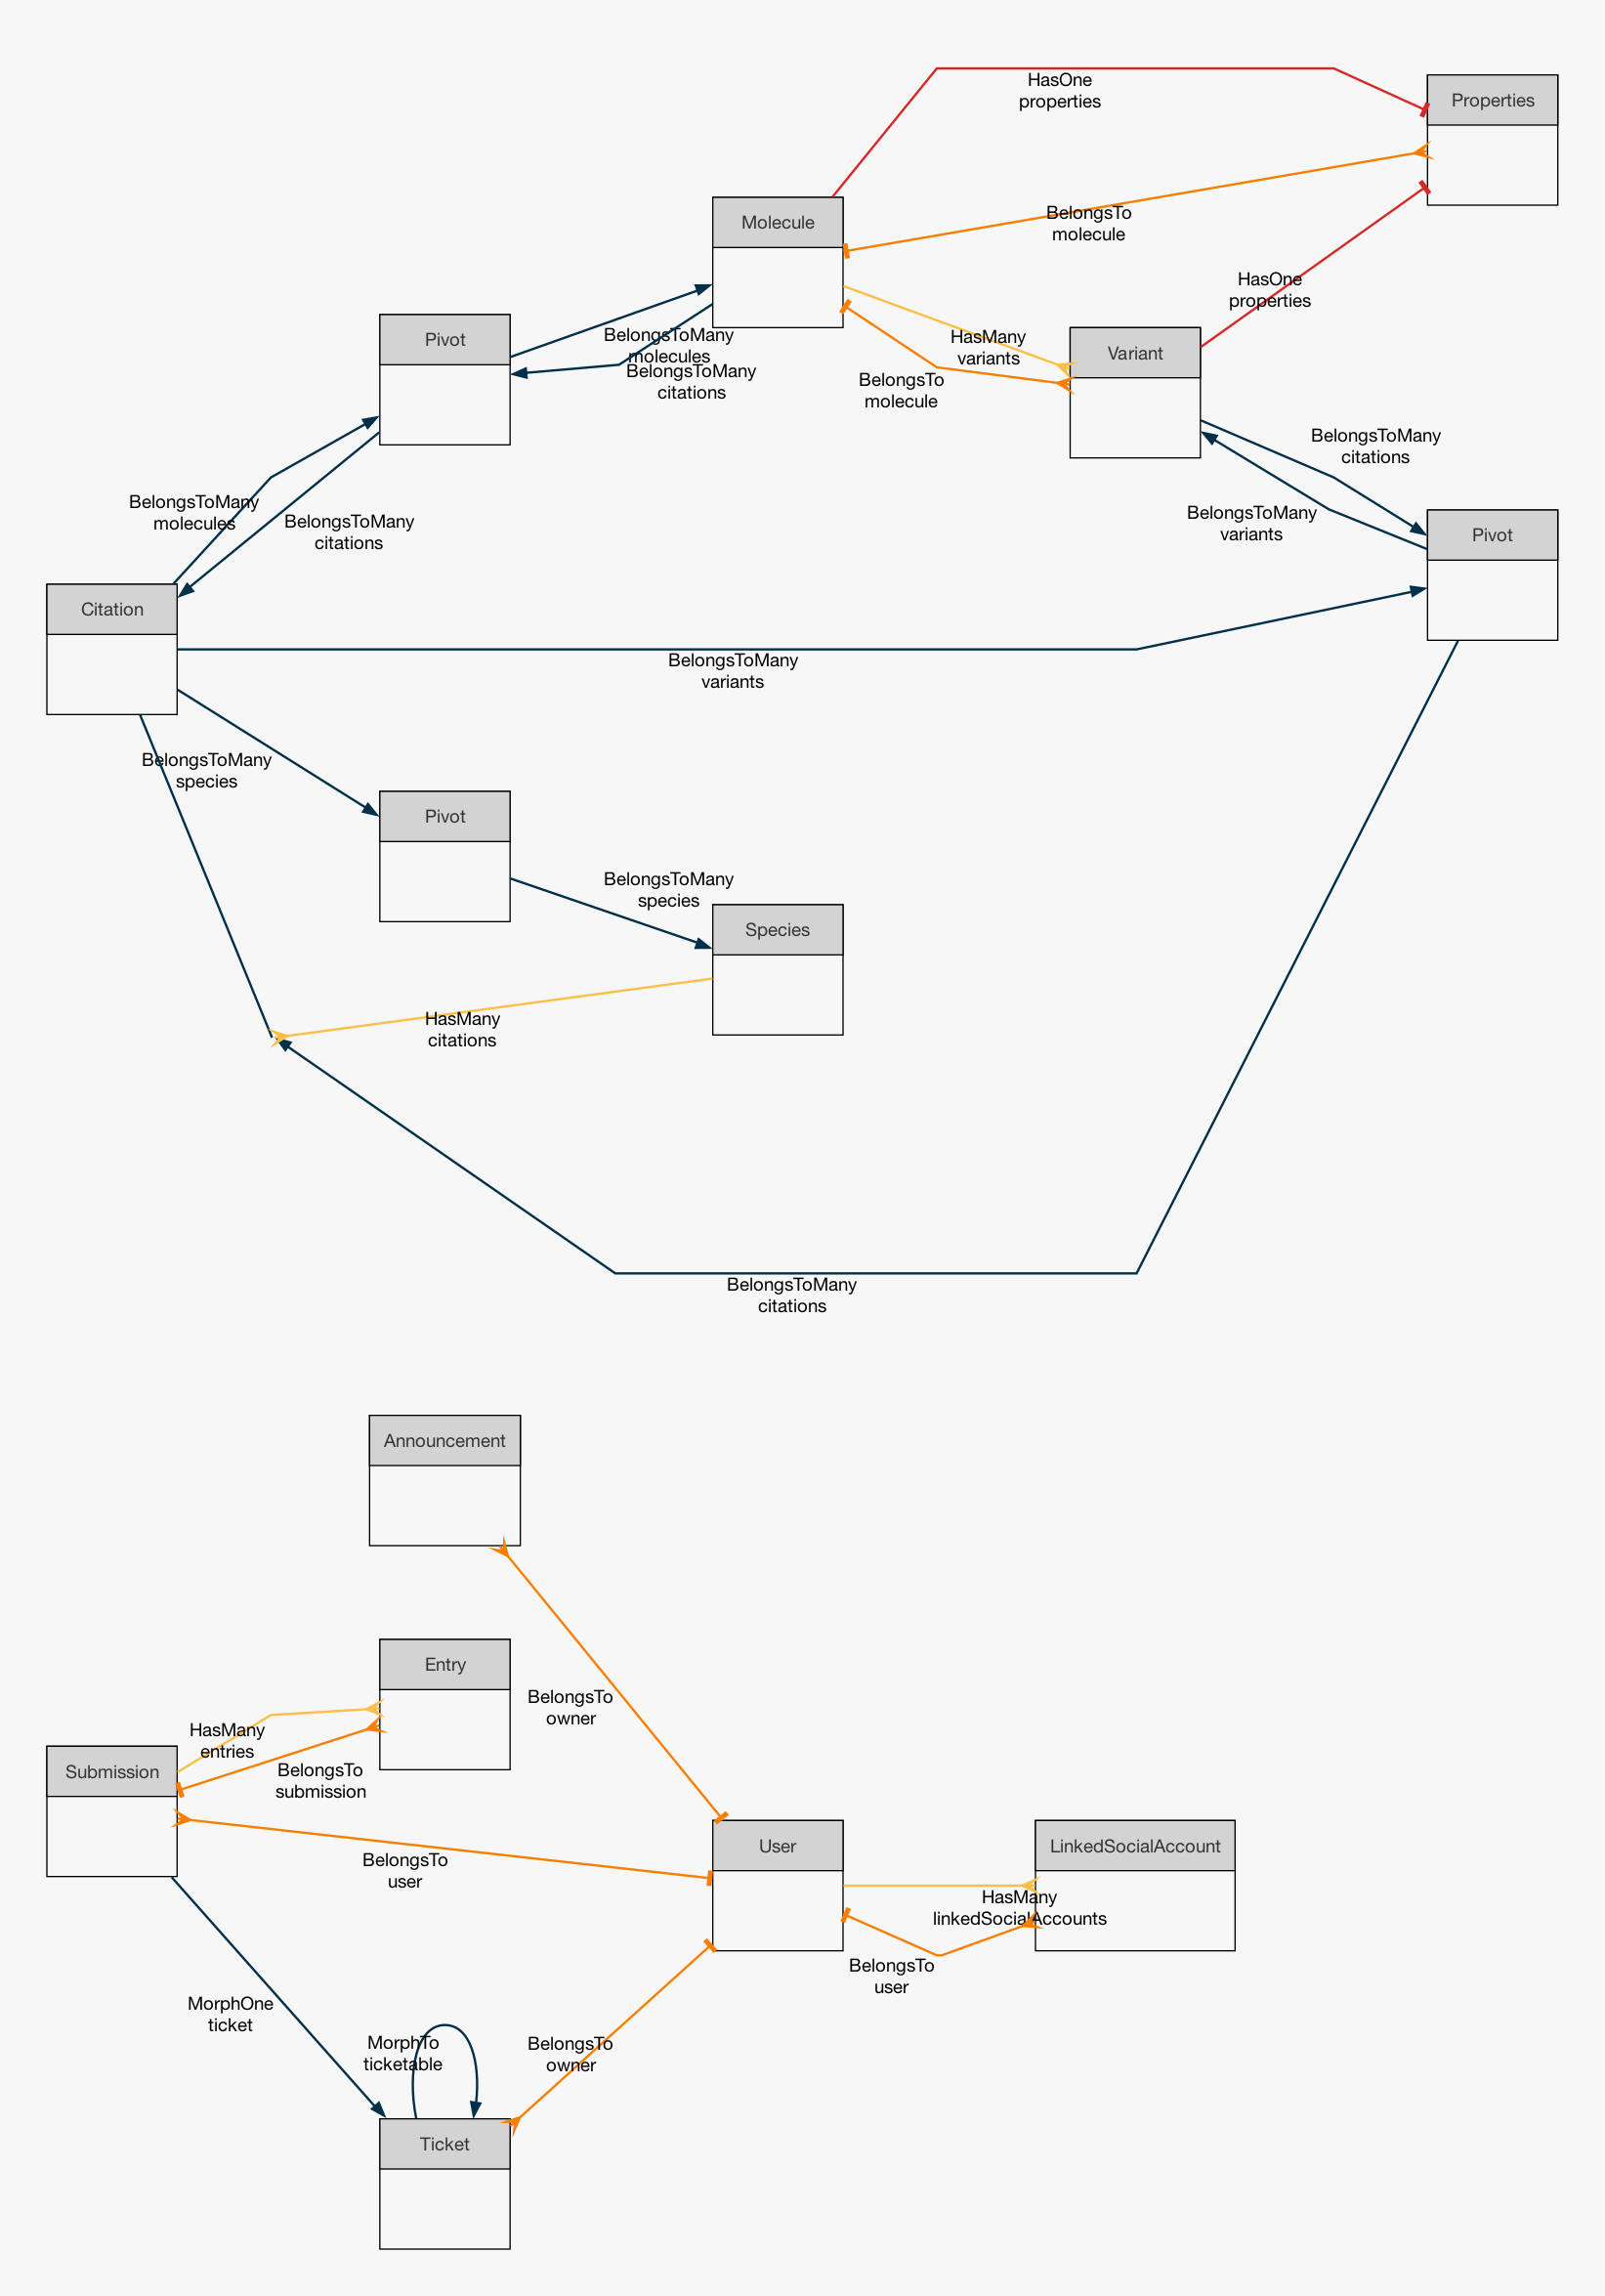 HasOne
properties
Properties
Molecule
BelongsTo
molecule
HasOne
properties
Pivot
BelongsToMany
molecules
BelongsToMany
citations
HasMany
variants
Variant
BelongsTo
molecule
BelongsToMany
citations
BelongsToMany
molecules
BelongsToMany
citations
BelongsToMany
variants
Pivot
Citation
BelongsToMany
variants
BelongsToMany
species
Pivot
BelongsToMany
species
Species
HasMany
citations
BelongsToMany
citations
Announcement
Entry
BelongsTo
owner
HasMany
entries
Submission
BelongsTo
submission
BelongsTo
user
User
LinkedSocialAccount
HasMany
linkedSocialAccounts
BelongsTo
user
MorphOne
ticket
MorphTo
ticketable
BelongsTo
owner
Ticket